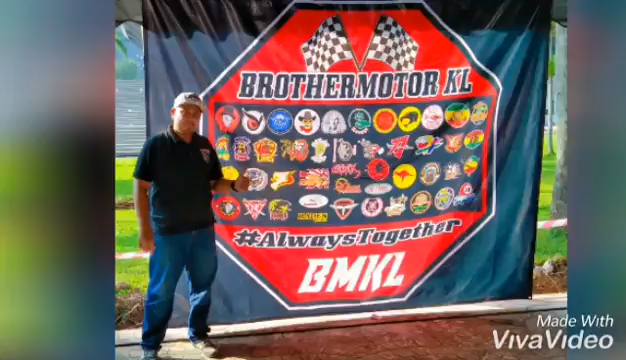 BROTHERMOTOR KL
#AlwaysTogether
BMKL
Made With
VivaVideo